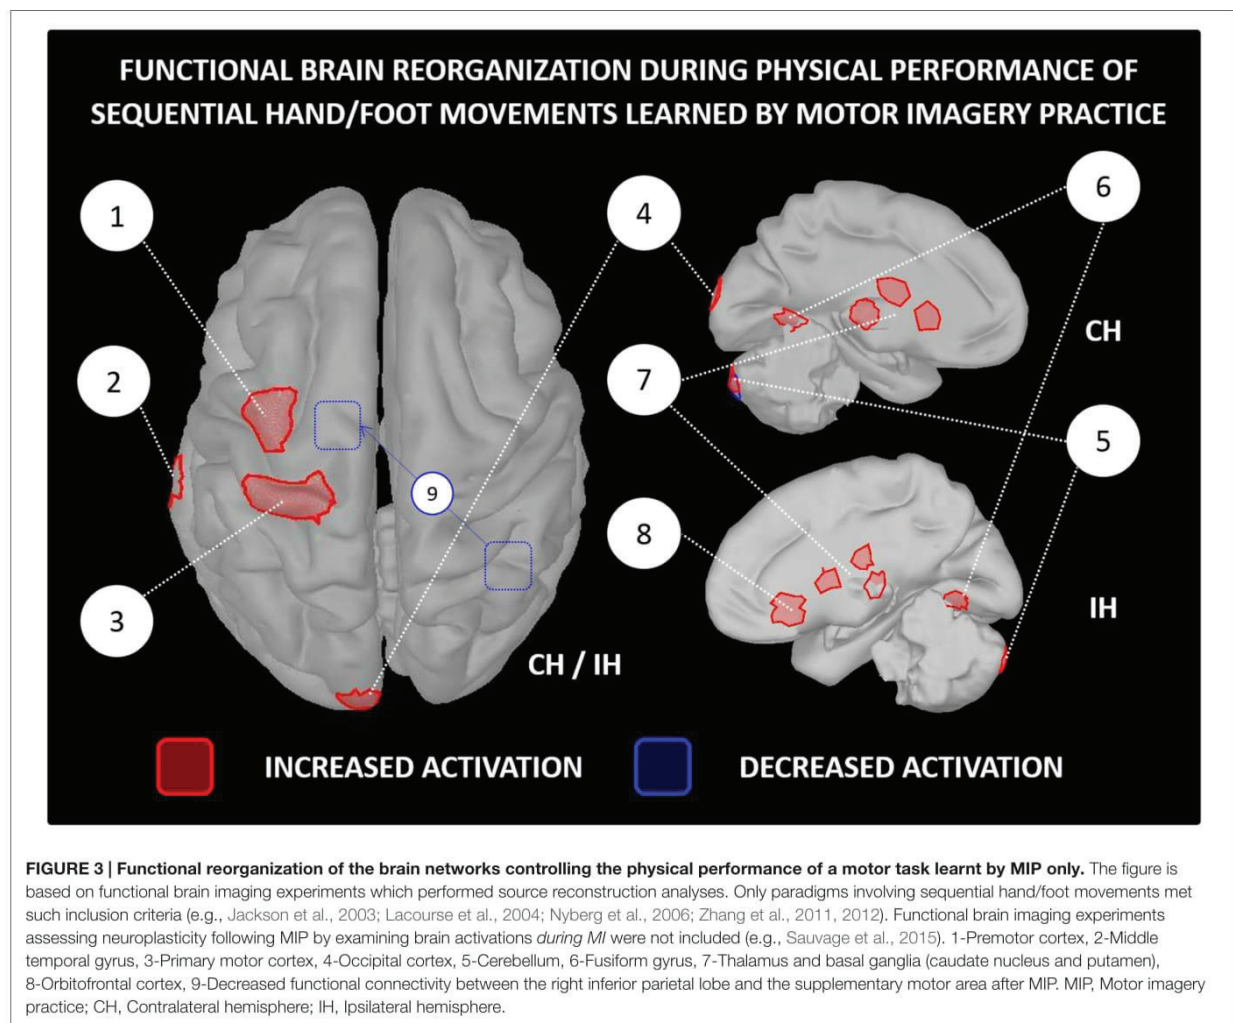 FUNCTIONAL BRAIN REORGANIZATION DURING PHYSICAL PERFORMANCE OF
SEQUENTIAL HAND/FOOT MOVEMENTS LEARNED BY MOTOR IMAGERY PRACTICE
1
4
6
2
7
CH
5
9
8
3
IH
CH / IH
INCREASED ACTIVATION
DECREASED ACTIVATION
FIGURE 3 | Functional reorganization of the brain networks controlling the physical performance of a motor task learnt by MIP only. The figure is
based on functional brain imaging experiments which performed source reconstruction analyses. Only paradigms involving sequential hand/foot movements met
such inclusion criteria (e.g., Jackson et al., 2003; Lacourse et al., 2004; Nyberg et al., 2006; Zhang et al., 2011, 2012). Functional brain imaging experiments
assessing neuroplasticity following MIP by examining brain activations during MI were not included (e.g., Sauvage et al., 2015). 1-Premotor cortex, 2-Middle
temporal gyrus, 3-Primary motor cortex, 4-Occipital cortex, 5-Cerebellum, 6-Fusiform gyrus, 7-Thalamus and basal ganglia (caudate nucleus and putamen),
8-Orbitofrontal cortex, 9-Decreased functional connectivity between the right inferior parietal lobe and the supplementary motor area after MIP. MIP, Motor imagery
practice; CH, Contralateral hemisphere; IH, Ipsilateral hemisphere.